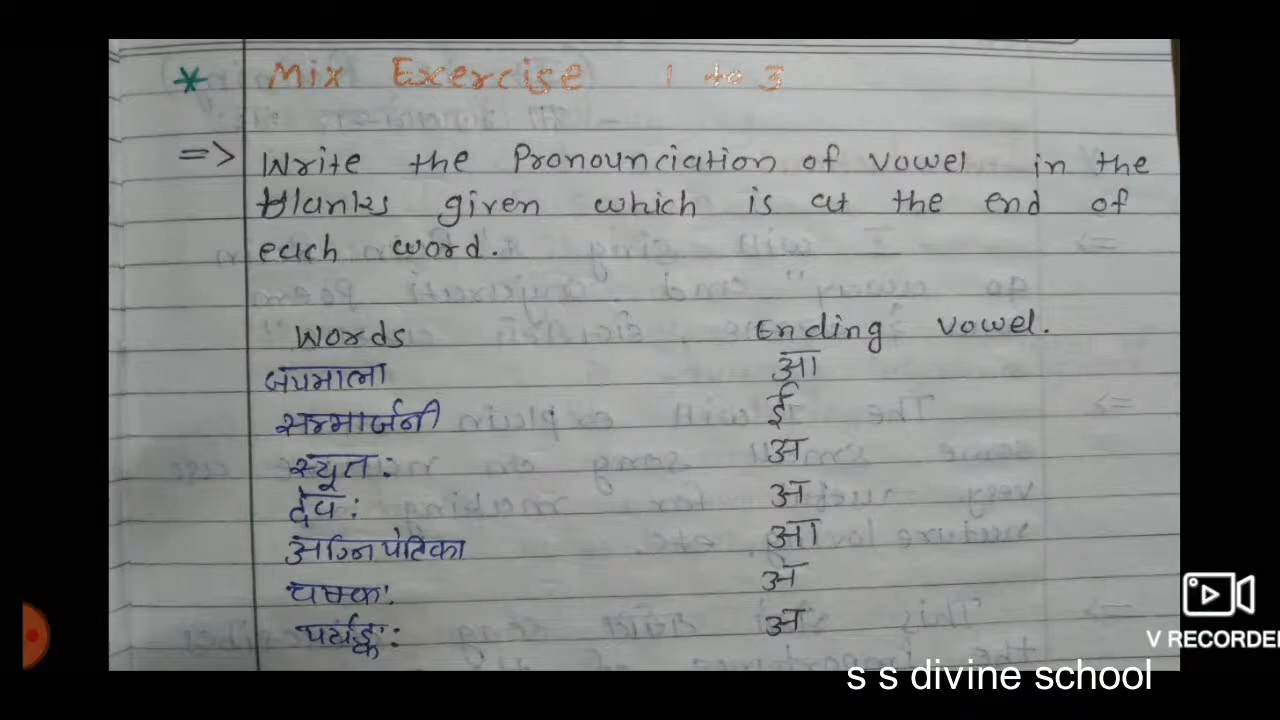 * Mix Exercise 1 to 3
=> Write the Pronounciation of vowel in the
blanks given which is at the end of
each word.
Words Ending vowel.
जपमाला आ
सम्मार्जनी ई
स्यूत: अ
देव: अ
अग्निपेटिका आ
चषक: अ
पर्यङ्क: अ
V RECORDER
s s divine school